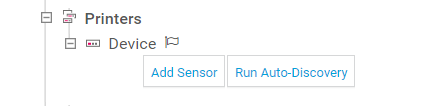 Printers
Device
Add Sensor Run Auto-Discovery